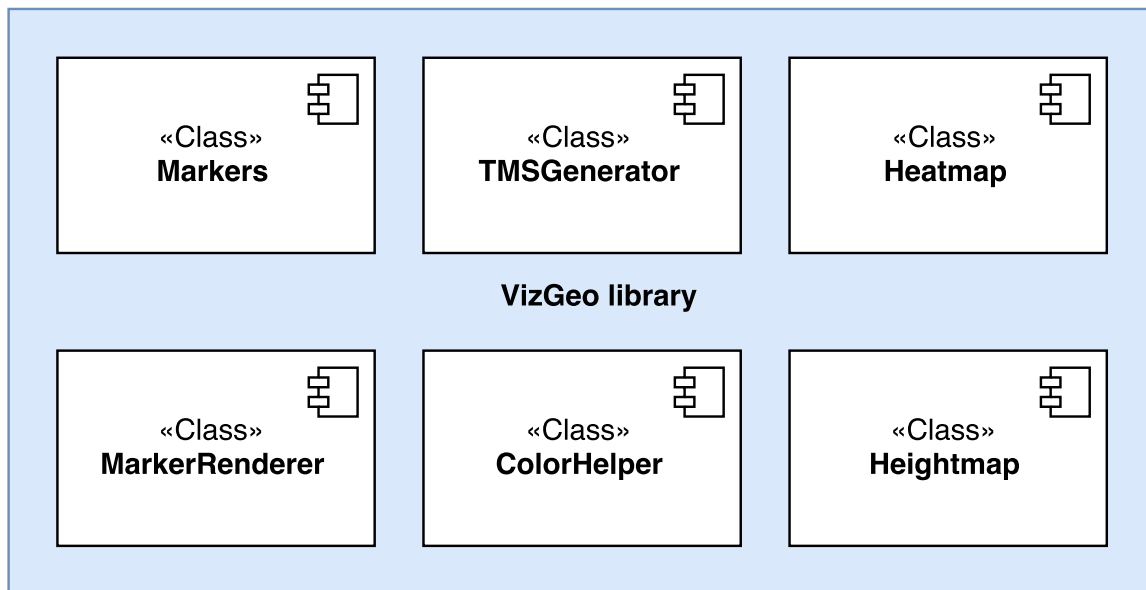 «Class»
Markers
«Class»
TMSGenerator
«Class»
Heatmap
VizGeo library
«Class»
MarkerRenderer
«Class»
ColorHelper
«Class»
Heightmap